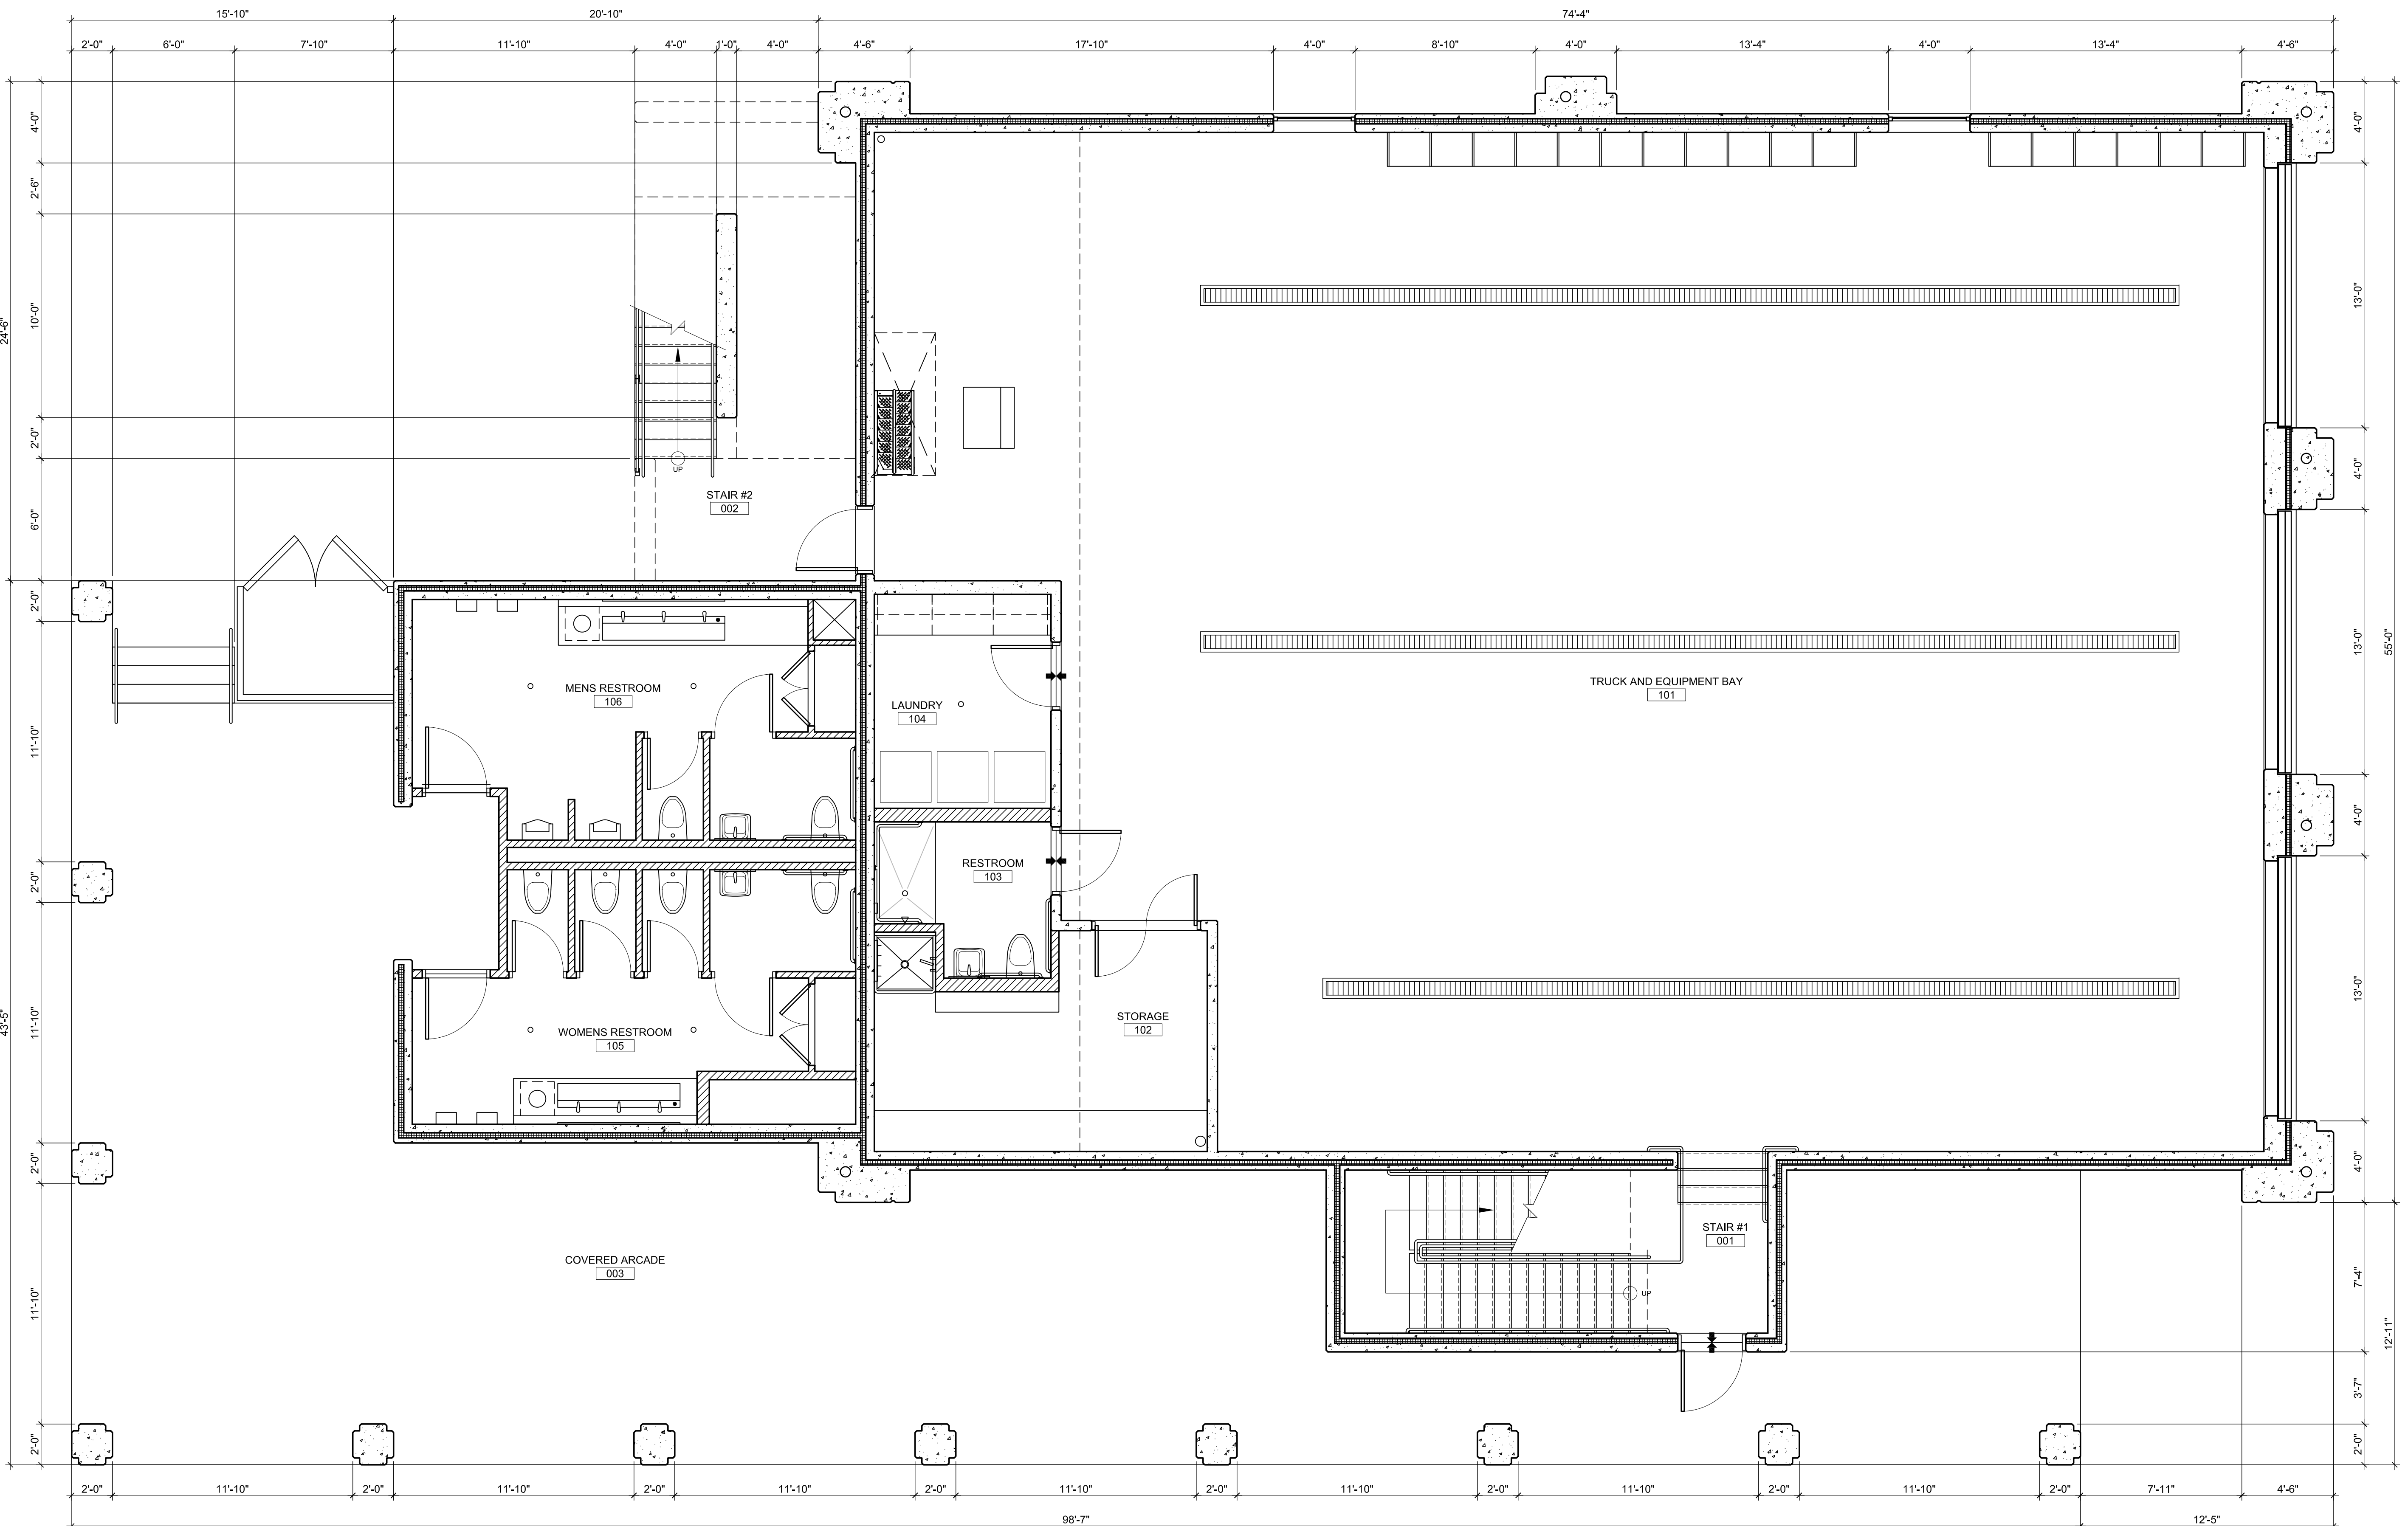 15'-10" 20'-10" 74'-4"
2'-0" 6'-0" 7'-10" 11'-10" 4'-0" 1'-0" 4'-0" 4'-6" 17'-10" 4'-0" 8'-10" 4'-0" 13'-4" 4'-0" 13'-4" 4'-6"
24'-6"
43'-5"
4'-0"
2'-6"
10'-0"
2'-0"
6'-0"
2'-0"
11'-10"
2'-0"
11'-10"
2'-0"
11'-10"
2'-0"
UP
STAIR #2
002
MENS RESTROOM
106
LAUNDRY
104
TRUCK AND EQUIPMENT BAY
101
RESTROOM
103
WOMENS RESTROOM
105
STORAGE
102
STAIR #1
001
UP
COVERED ARCADE
003
4'-0"
13'-0"
4'-0"
13'-0"
4'-0"
13'-0"
4'-0"
7'-4"
3'-7"
2'-0"
55'-0"
12'-11"
2'-0" 11'-10" 2'-0" 11'-10" 2'-0" 11'-10" 2'-0" 11'-10" 2'-0" 11'-10" 2'-0" 11'-10" 2'-0" 11'-10" 2'-0" 7'-11" 4'-6"
98'-7" 12'-5"